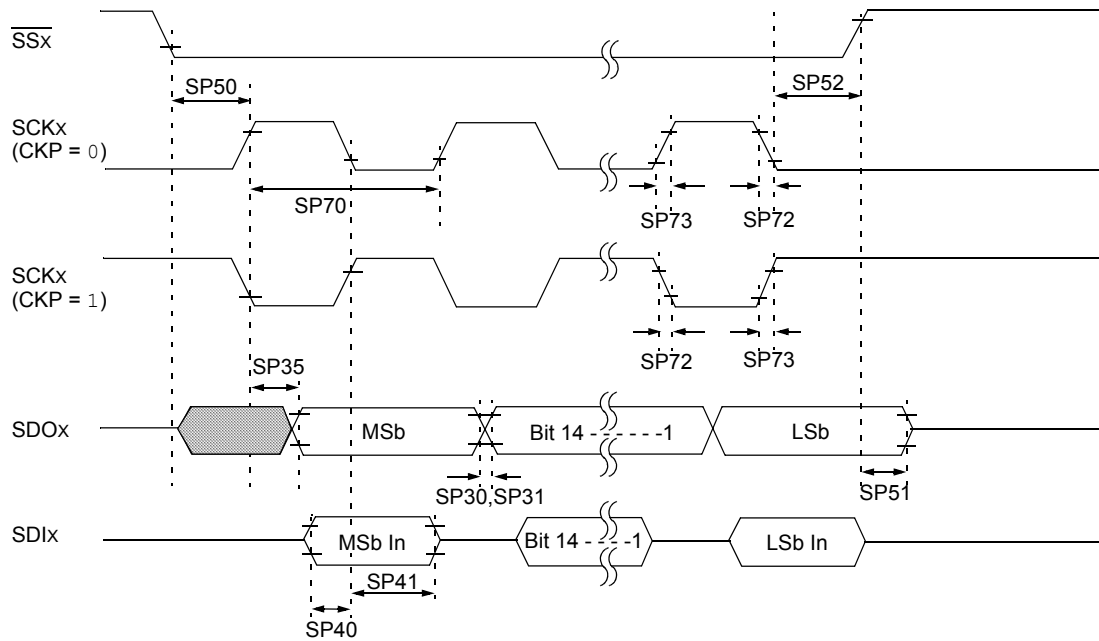 SSx
SP50
SP52
SCKx
(CKP = 0)
SP70
SP73
SP72
SCKx
(CKP = 1)
SP35
SP72
SP73
SDOx
MSb
Bit 14 - - - - - -1
LSb
SP30,SP31
SP51
SDIx
MSb In
Bit 14 - - - -1
LSb In
SP41
SP40